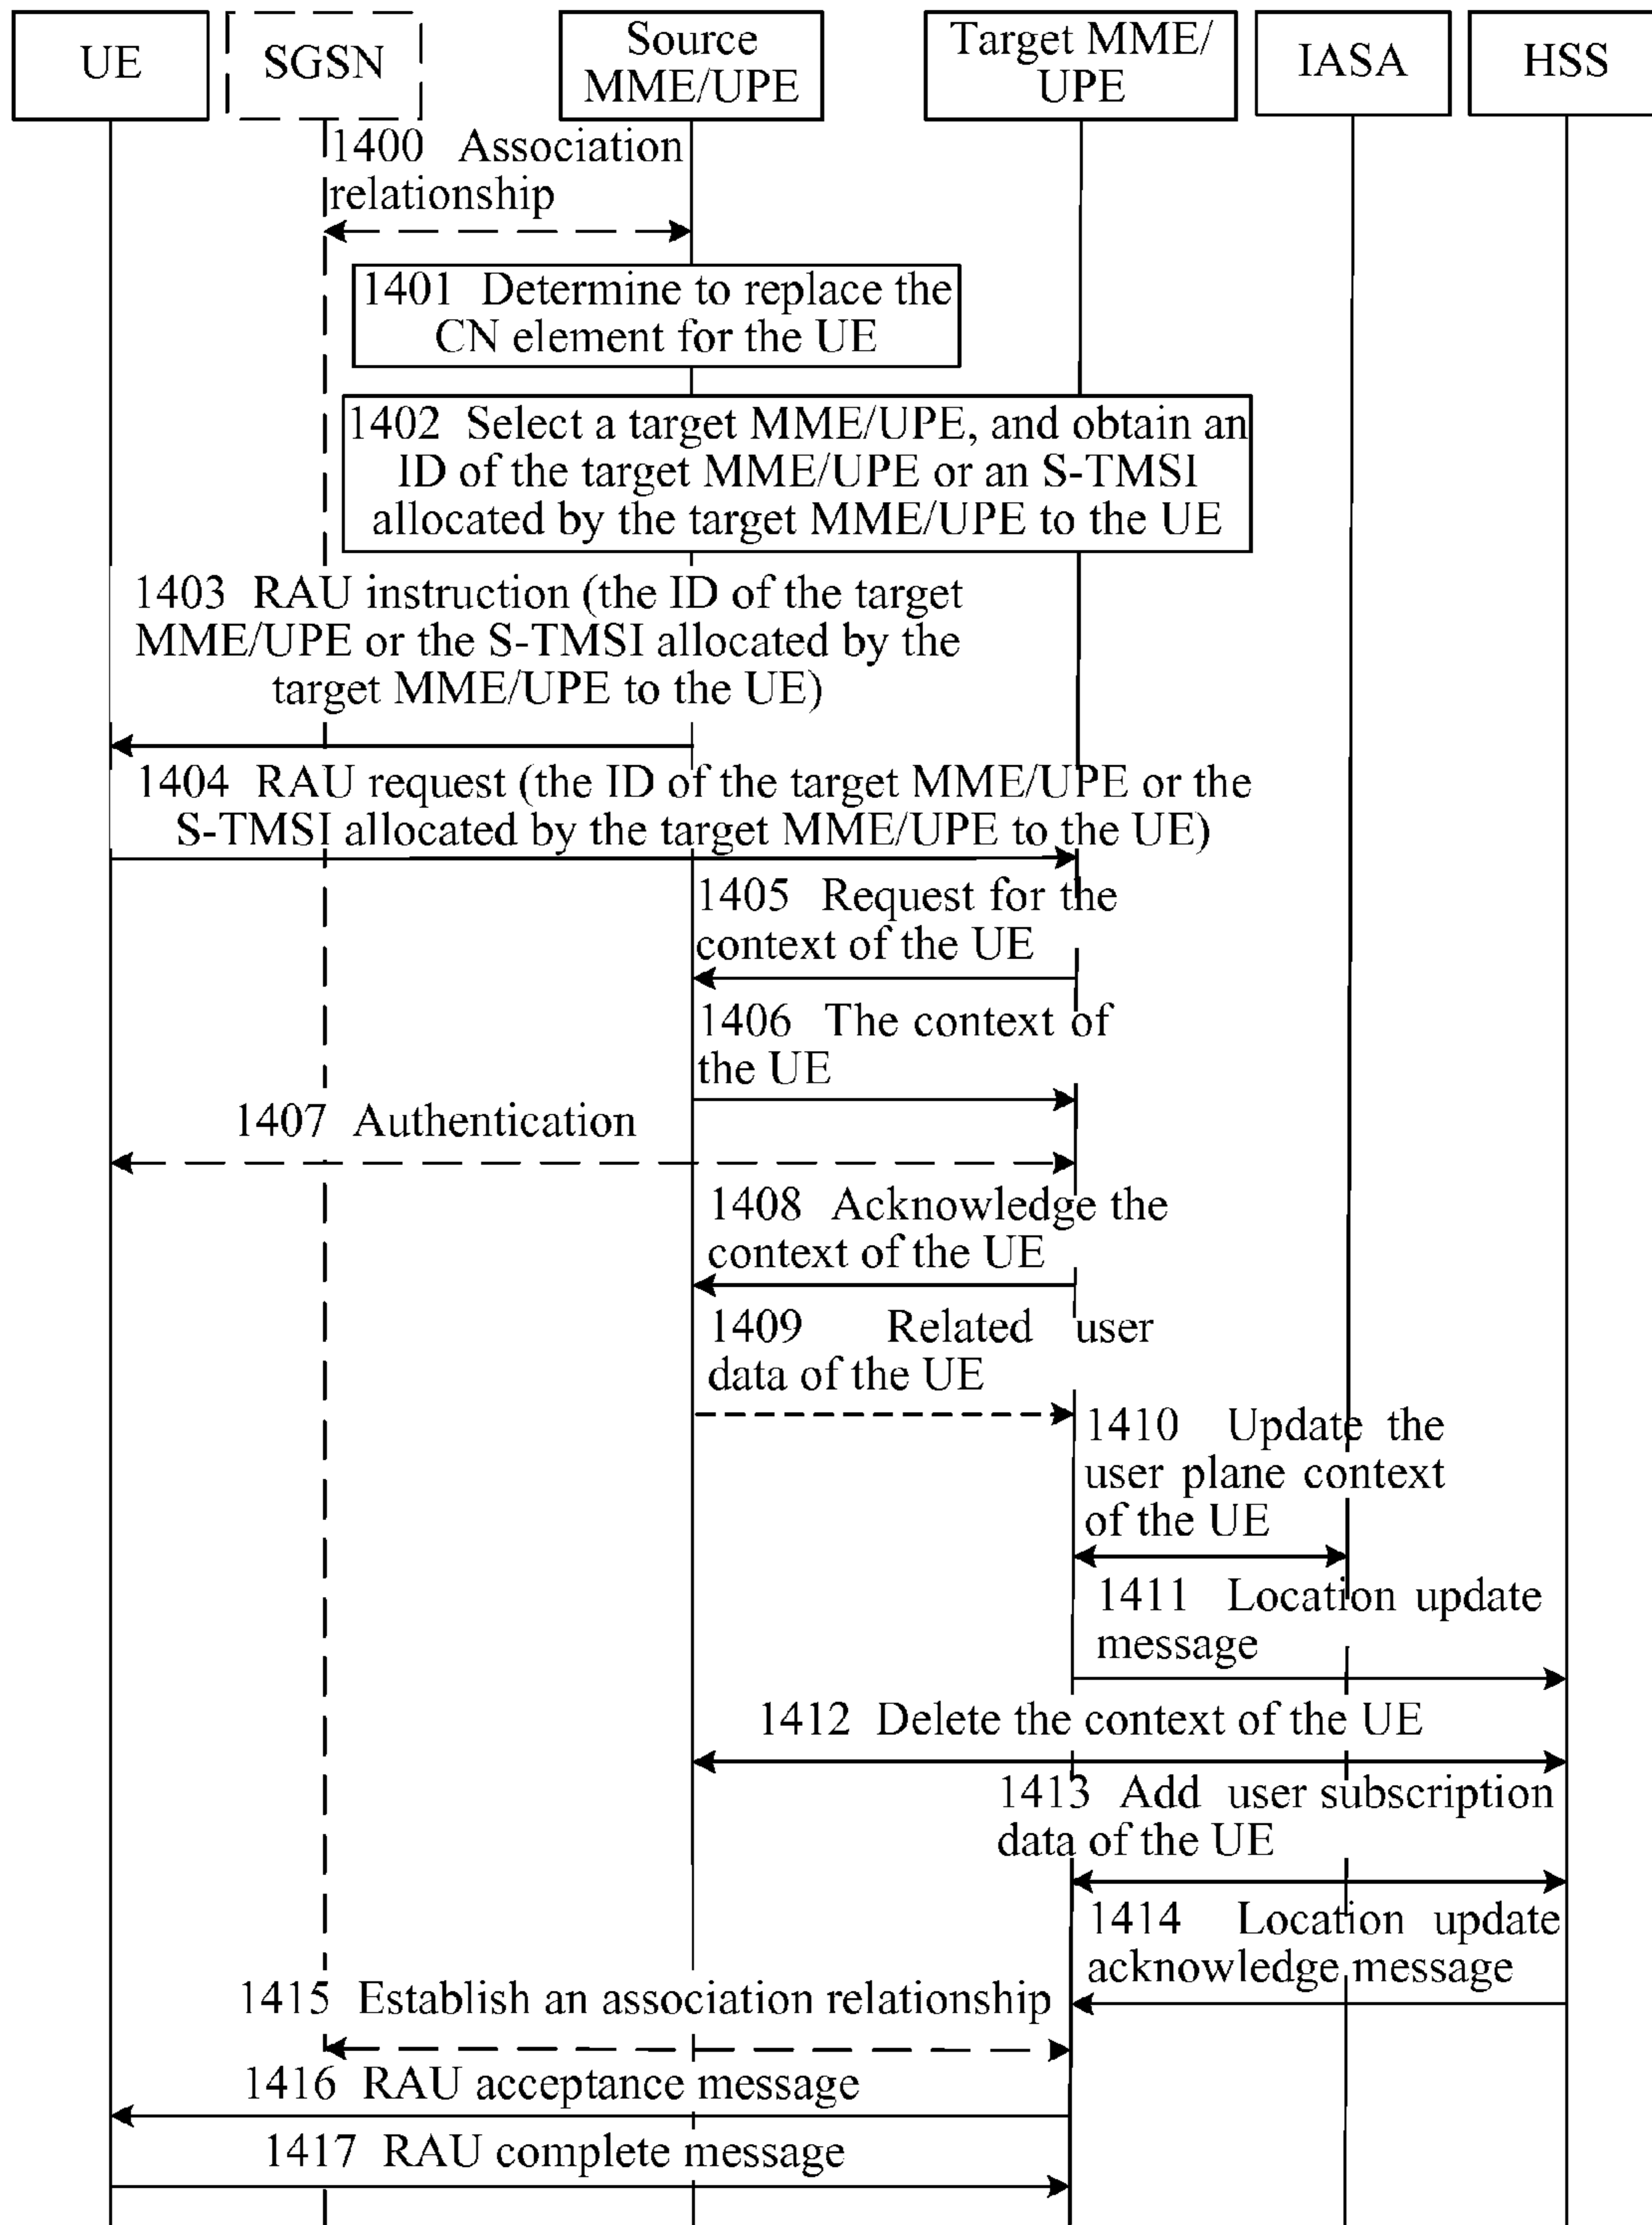 UE
SGSN
Source
MME/UPE
Target MME/
UPE
IASA
HSS
1400 Association
relationship
1401 Determine to replace the
CN element for the UE
1402 Select a target MME/UPE, and obtain an
ID of the target MME/UPE or an S-TMSI
allocated by the target MME/UPE to the UE
1403 RAU instruction (the ID of the target
MME/UPE or the S-TMSI allocated by the
target MME/UPE to the UE)
1404 RAU request (the ID of the target MME/UPE or the
S-TMSI allocated by the target MME/UPE to the UE)
1405 Request for the
context of the UE
1406 The context of
the UE
1407 Authentication
1408 Acknowledge the
context of the UE
1409 Related user
data of the UE
1410 Update the
user plane context
of the UE
1411 Location update
message
1412 Delete the context of the UE
1413 Add user subscription
data of the UE
1414 Location update
acknowledge message
1415 Establish an association relationship
1416 RAU acceptance message
1417 RAU complete message